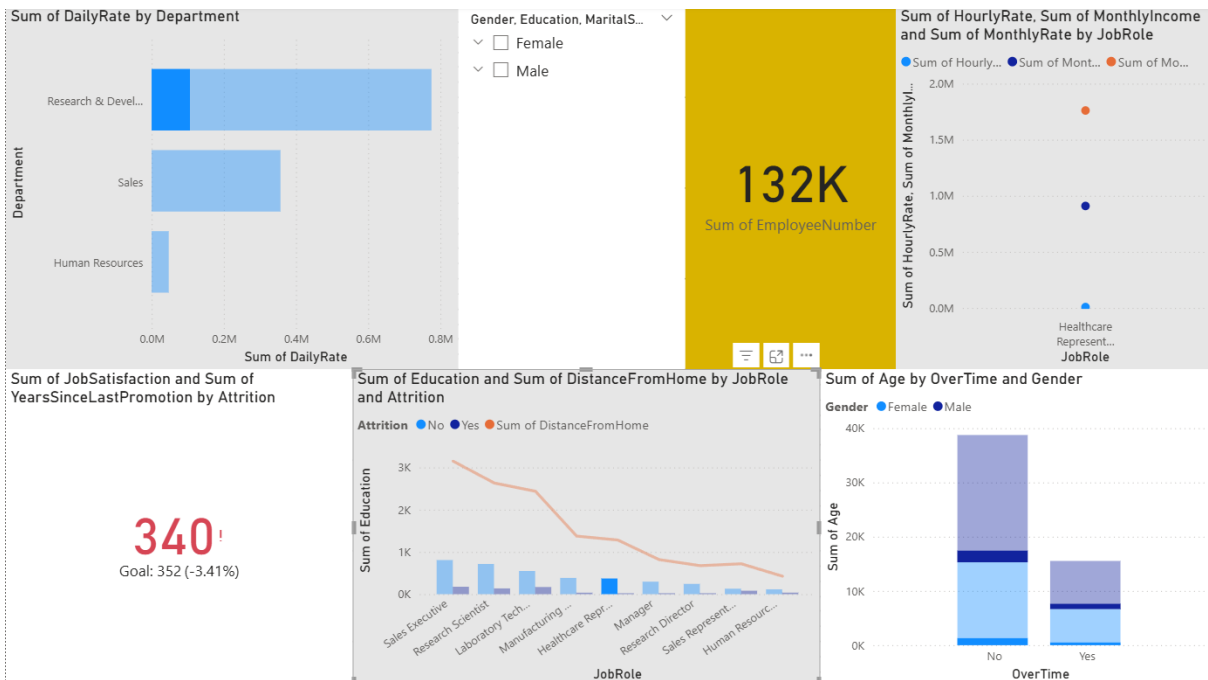 Sum of DailyRate by Department
Department
Research & Devel...
Sales
Human Resources
0.0M 0.2M 0.4M 0.6M 0.8M
Sum of DailyRate
Gender, Education, MaritalS...
Female
Male
132K
Sum of EmployeeNumber
Sum of HourlyRate, Sum of MonthlyIncome
and Sum of MonthlyRate by JobRole
Sum of Hourly... Sum of Mont... Sum of Mo...
Sum of HourlyRate, Sum of MonthlyI...
2.0M
1.5M
1.0M
0.5M
0.0M
Healthcare
Represent...
JobRole
Sum of JobSatisfaction and Sum of
YearsSinceLastPromotion by Attrition
340!
Goal: 352 (-3.41%)
Sum of Education and Sum of DistanceFromHome by JobRole
and Attrition
Attrition No Yes Sum of DistanceFromHome
Sum of Education
3K
2K
1K
0K
Sales Executive
Research Scientist
Laboratory Tech...
Manufacturing ...
Healthcare Repr...
Manager
Research Director
Sales Represent...
Human Resourc...
JobRole
Sum of Age by OverTime and Gender
Gender Female Male
Sum of Age
40K
30K
20K
10K
0K
No Yes
OverTime